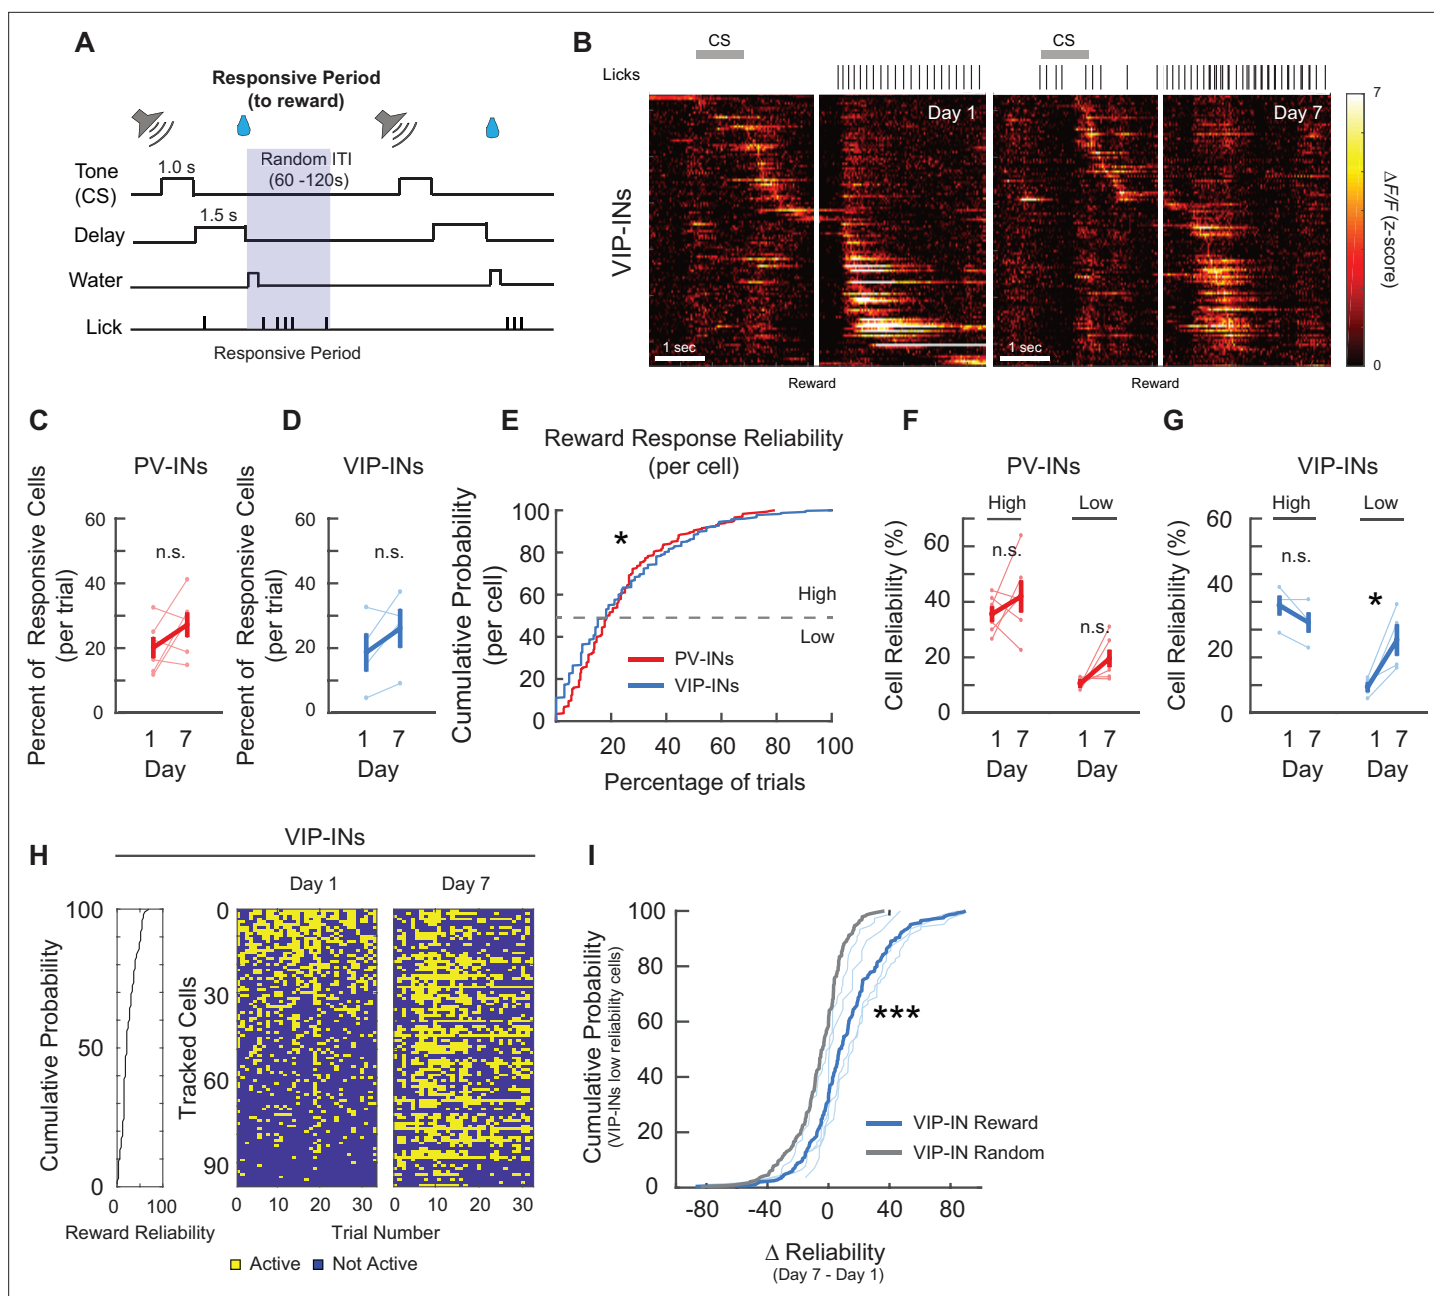 A
Responsive Period
(to reward)
Random ITI
(60 -120s)
Tone
(CS)
1.0 s
Delay
1.5 s
Water
Lick
Responsive Period
B
CS
CS
Licks
Day 1
Day 7
VIP-INs
1 sec
1 sec
Reward
Reward
7
0
ΔF/F (z-score)
C
PV-INs
Percent of Responsive Cells
(per trial)
60
40
20
0
n.s.
1 7
Day
D
VIP-INs
Percent of Responsive Cells
(per trial)
60
40
20
0
n.s.
1 7
Day
E
Reward Response Reliability
(per cell)
Cumulative Probability
(per cell)
100
80
60
40
20
0
*
High
Low
PV-INs
VIP-INs
20 40 60 80 100
Percentage of trials
F
PV-INs
High Low
Cell Reliability (%)
60
40
20
0
n.s.
n.s.
1 7 1 7
Day Day
G
VIP-INs
High Low
Cell Reliability (%)
60
40
20
0
n.s.
*
1 7 1 7
Day Day
H
VIP-INs
Day 1 Day 7
Cumulative Probability
100
50
0
0 100
Reward Reliability
Tracked Cells
0
30
60
90
0 10 20 30
0 10 20 30
Trial Number
Active Not Active
I
Cumulative Probability
(VIP-INs low reliability cells)
100
80
60
40
20
0
***
VIP-IN Reward
VIP-IN Random
-80 -40 0 40 80
Δ Reliability
(Day 7 - Day 1)